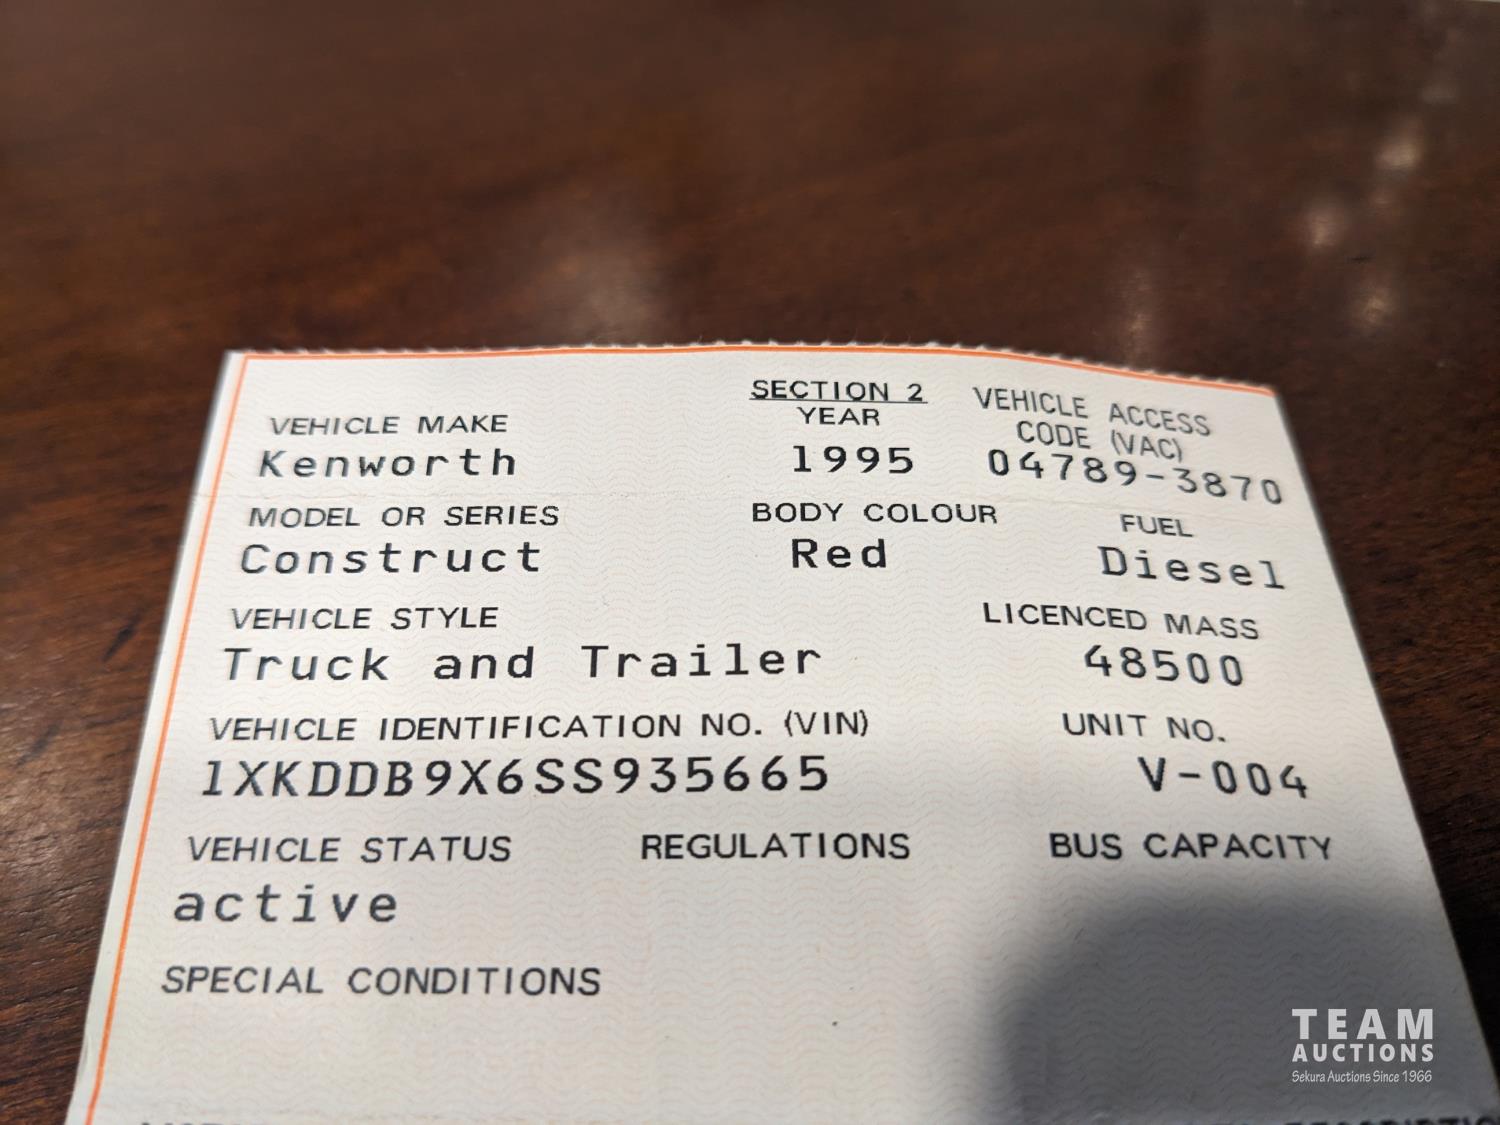 SECTION 2
VEHICLE MAKE YEAR VEHICLE ACCESS CODE (VAC)
Kenworth 1995 04789-3870
MODEL OR SERIES BODY COLOUR FUEL
Construct Red Diesel
VEHICLE STYLE LICENCED MASS
Truck and Trailer 48500
VEHICLE IDENTIFICATION NO. (VIN) UNIT NO.
1XKDDB9X6SS935665 V-004
VEHICLE STATUS REGULATIONS BUS CAPACITY
active
SPECIAL CONDITIONS
TEAM
AUCTIONS
Sekura Auctions Since 1966